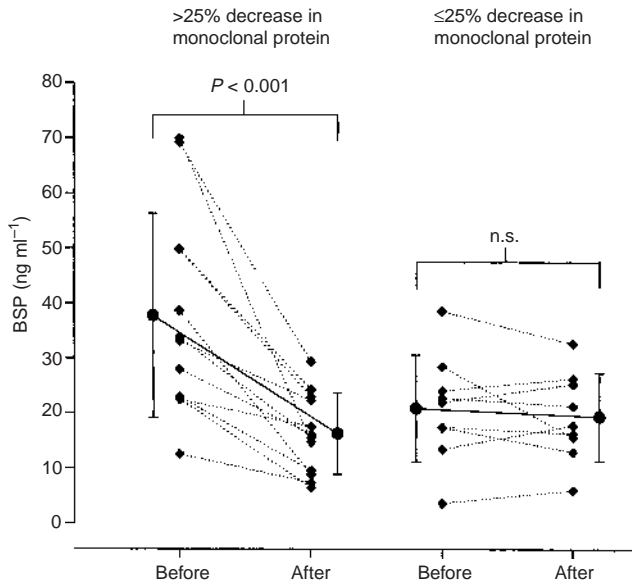 >25% decrease in
monoclonal protein
≤25% decrease in
monoclonal protein
P < 0.001
n.s.
BSP (ng ml⁻¹)
80
70
60
50
40
30
20
10
0
Before After Before After